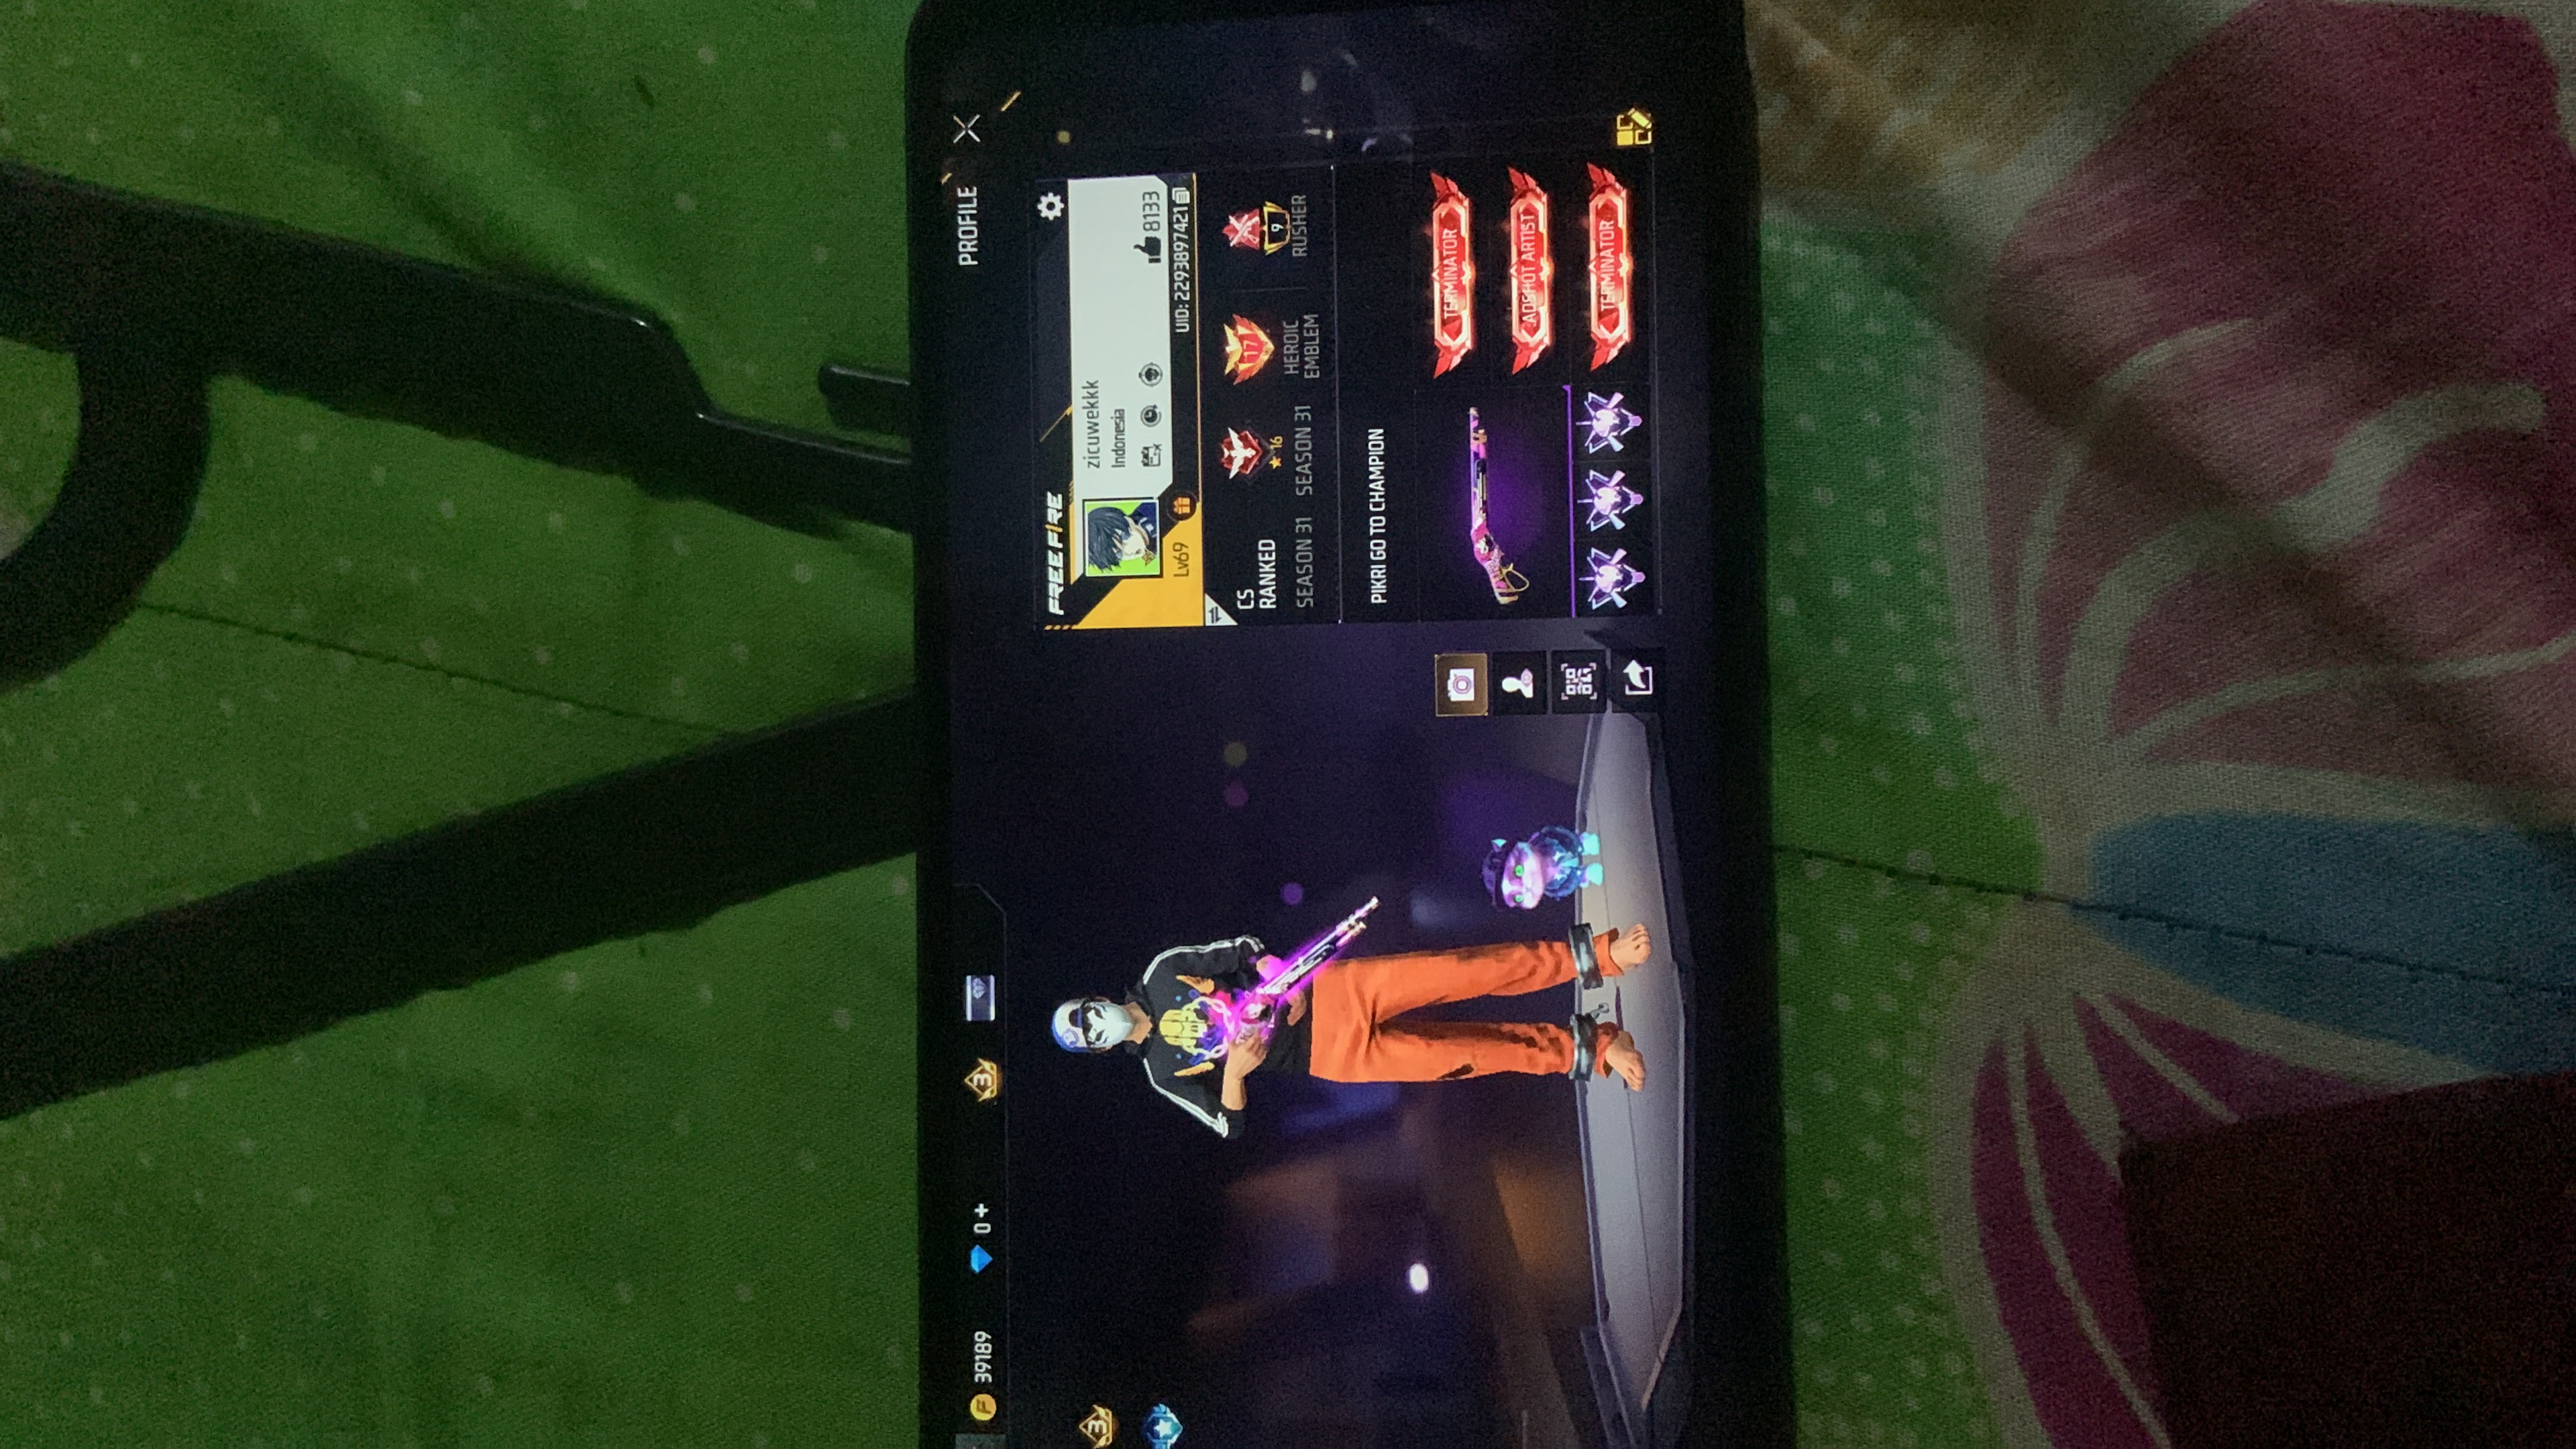 39189
0+
3
PROFILE
3
FREE FIRE
zicuwekkk
Indonesia
8133
Lv69
UID: 2293897421
CS
RANKED
SEASON 31
16
SEASON 31
17
HEROIC
EMBLEM
9
RUSHER
PIKRI GO TO CHAMPION
TERMINATOR
ADSHOT ARTIST
TERMINATOR